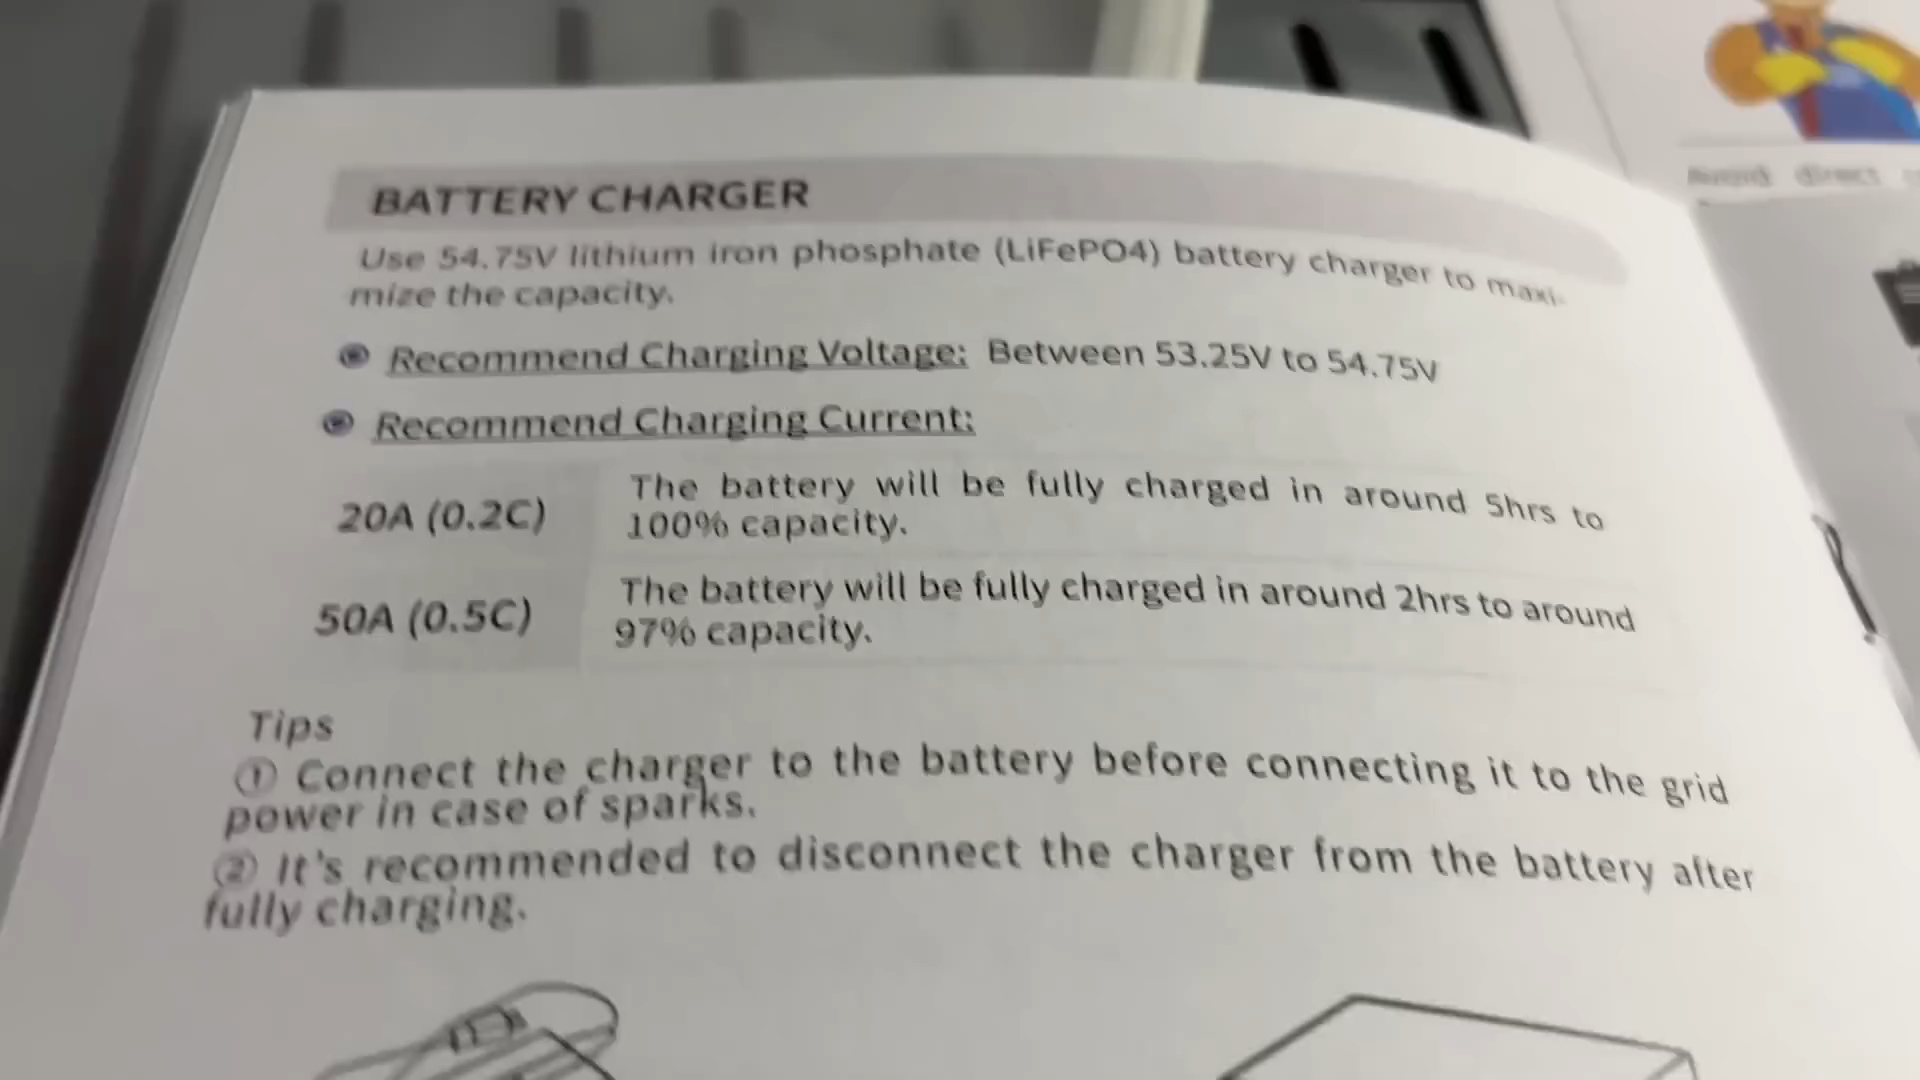 Avoid direct
BATTERY CHARGER
Use 54.75V lithium iron phosphate (LiFePO4) battery charger to maxi-
mize the capacity.
Recommend Charging Voltage: Between 53.25V to 54.75V
Recommend Charging Current:
20A (0.2C)
The battery will be fully charged in around 5hrs to
100% capacity.
50A (0.5C)
The battery will be fully charged in around 2hrs to around
97% capacity.
Tips
① Connect the charger to the battery before connecting it to the grid
power in case of sparks.
② It's recommended to disconnect the charger from the battery after
fully charging.